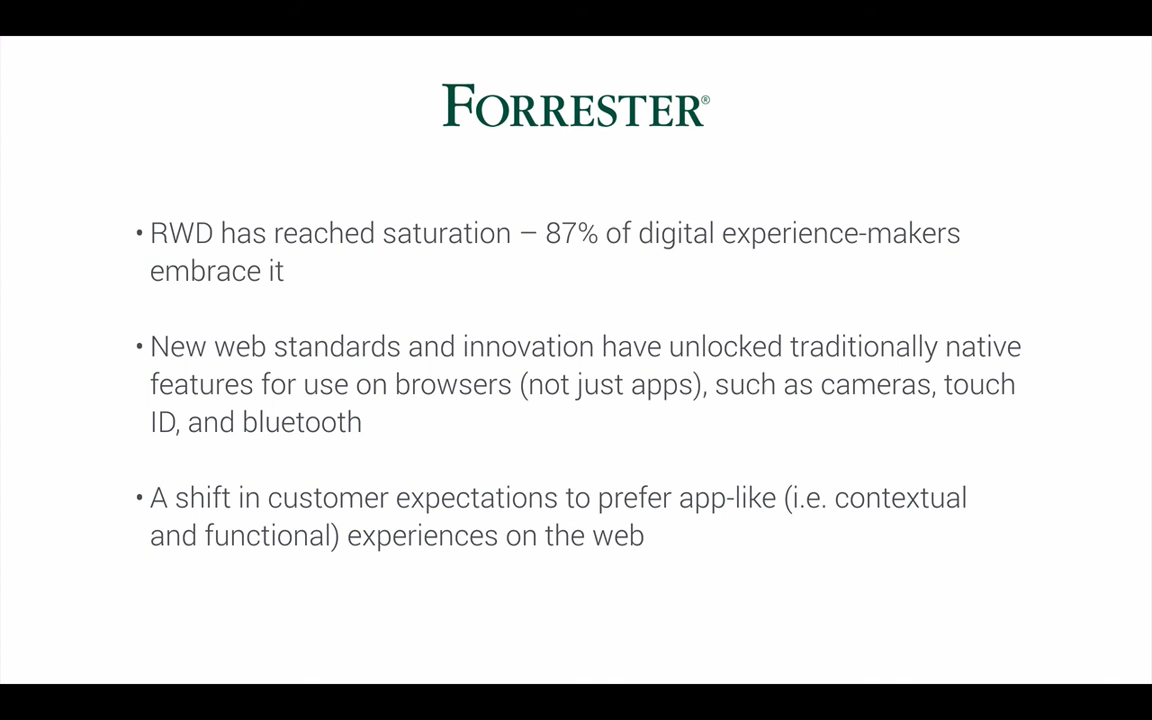 FORRESTER®
• RWD has reached saturation – 87% of digital experience-makers
embrace it
• New web standards and innovation have unlocked traditionally native
features for use on browsers (not just apps), such as cameras, touch
ID, and bluetooth
• A shift in customer expectations to prefer app-like (i.e. contextual
and functional) experiences on the web